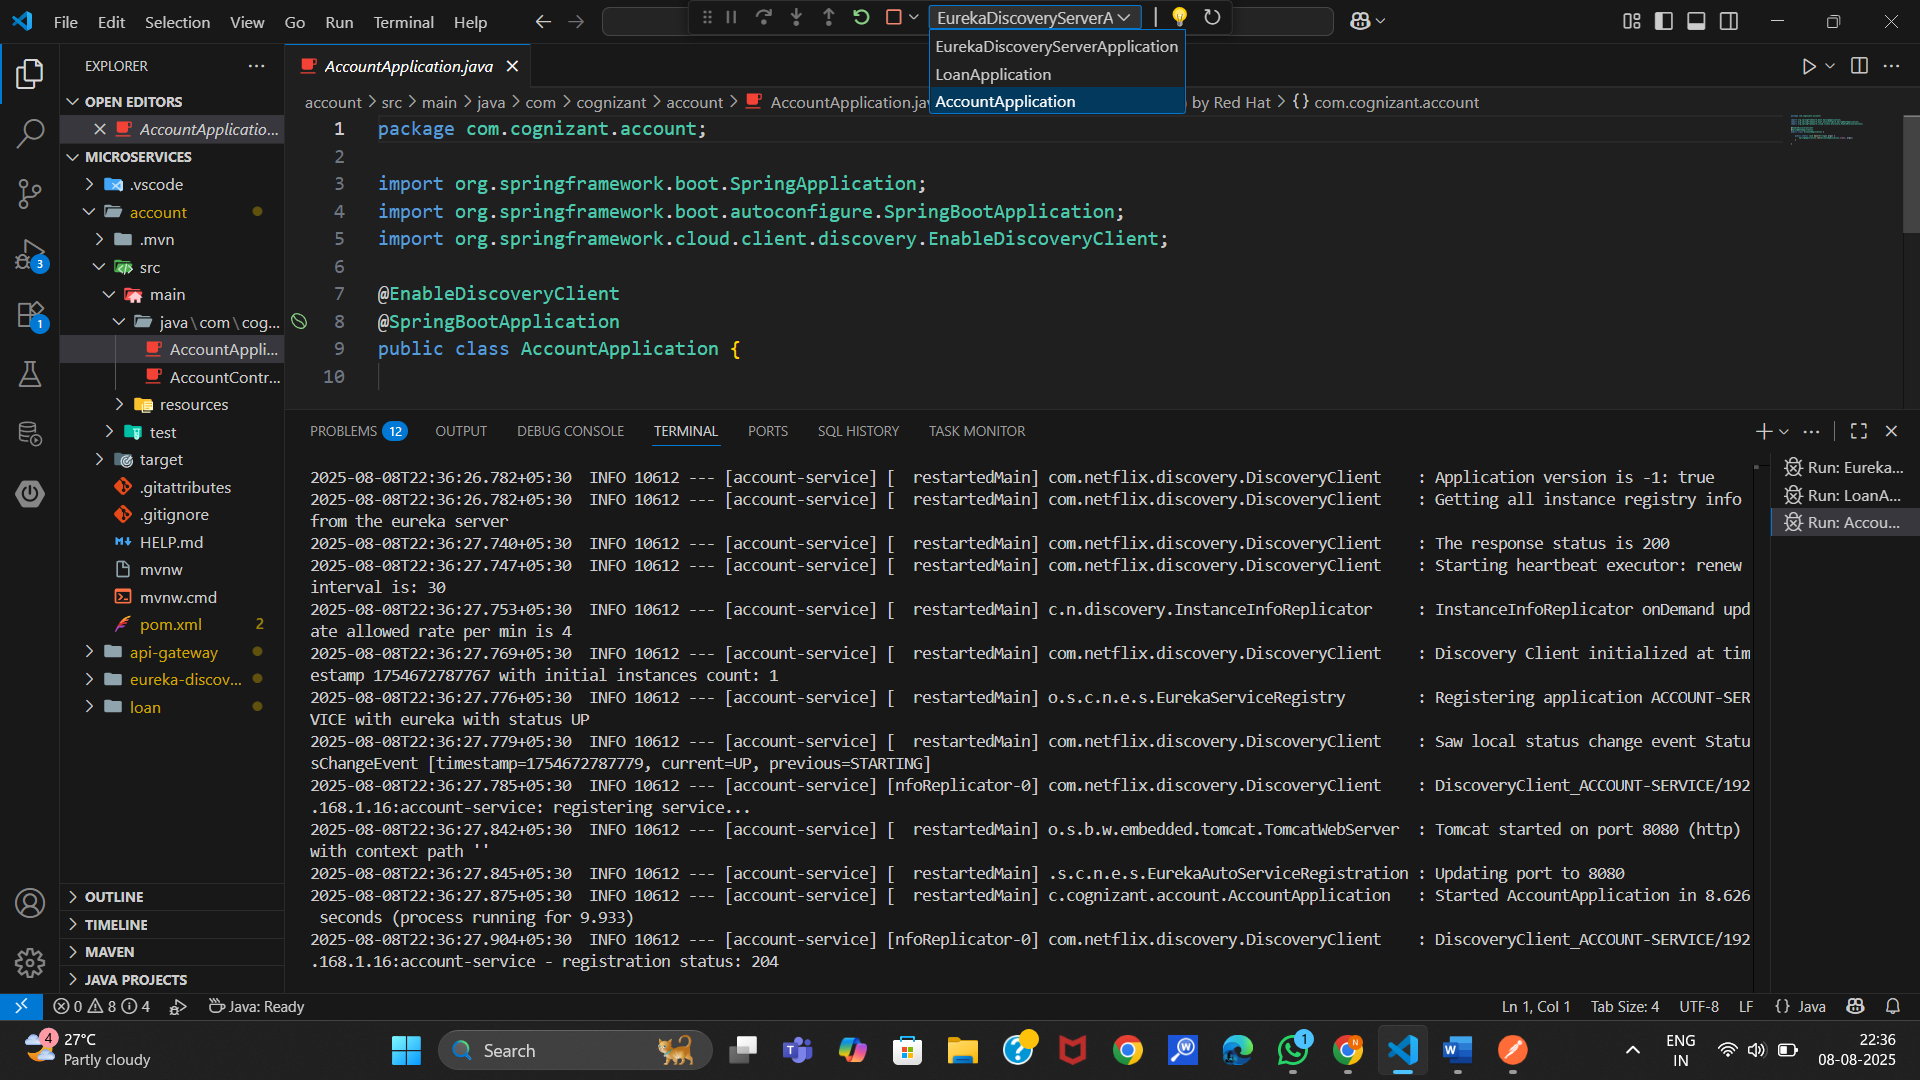 File Edit Selection View Go Run Terminal Help
EurekaDiscoveryServerA
EurekaDiscoveryServerApplication
LoanApplication
AccountApplication
EXPLORER
OPEN EDITORS
AccountApplicatio...
MICROSERVICES
.vscode
account
.mvn
src
main
java\com\cog...
AccountAppli...
AccountContr...
resources
test
target
.gitattributes
.gitignore
HELP.md
mvnw
mvnw.cmd
pom.xml 2
api-gateway
eureka-discov...
loan
OUTLINE
TIMELINE
MAVEN
JAVA PROJECTS
3
1
AccountApplication.java
account > src > main > java > com > cognizant > account > AccountApplication.jav
by Red Hat > {} com.cognizant.account
1 package com.cognizant.account;
2
3 import org.springframework.boot.SpringApplication;
4 import org.springframework.boot.autoconfigure.SpringBootApplication;
5 import org.springframework.cloud.client.discovery.EnableDiscoveryClient;
6
7 @EnableDiscoveryClient
8 @SpringBootApplication
9 public class AccountApplication {
10
PROBLEMS 12 OUTPUT DEBUG CONSOLE TERMINAL PORTS SQL HISTORY TASK MONITOR
2025-08-08T22:36:26.782+05:30  INFO 10612 --- [account-service] [  restartedMain] com.netflix.discovery.DiscoveryClient    : Application version is -1: true
2025-08-08T22:36:26.782+05:30  INFO 10612 --- [account-service] [  restartedMain] com.netflix.discovery.DiscoveryClient    : Getting all instance registry info
from the eureka server
2025-08-08T22:36:27.740+05:30  INFO 10612 --- [account-service] [  restartedMain] com.netflix.discovery.DiscoveryClient    : The response status is 200
2025-08-08T22:36:27.747+05:30  INFO 10612 --- [account-service] [  restartedMain] com.netflix.discovery.DiscoveryClient    : Starting heartbeat executor: renew
interval is: 30
2025-08-08T22:36:27.753+05:30  INFO 10612 --- [account-service] [  restartedMain] c.n.discovery.InstanceInfoReplicator     : InstanceInfoReplicator onDemand upd
ate allowed rate per min is 4
2025-08-08T22:36:27.769+05:30  INFO 10612 --- [account-service] [  restartedMain] com.netflix.discovery.DiscoveryClient    : Discovery Client initialized at tim
estamp 1754672787767 with initial instances count: 1
2025-08-08T22:36:27.776+05:30  INFO 10612 --- [account-service] [  restartedMain] o.s.c.n.e.s.EurekaServiceRegistry        : Registering application ACCOUNT-SER
VICE with eureka with status UP
2025-08-08T22:36:27.779+05:30  INFO 10612 --- [account-service] [  restartedMain] com.netflix.discovery.DiscoveryClient    : Saw local status change event Statu
sChangeEvent [timestamp=1754672787779, current=UP, previous=STARTING]
2025-08-08T22:36:27.785+05:30  INFO 10612 --- [account-service] [nfoReplicator-0] com.netflix.discovery.DiscoveryClient    : DiscoveryClient_ACCOUNT-SERVICE/192
.168.1.16:account-service: registering service...
2025-08-08T22:36:27.842+05:30  INFO 10612 --- [account-service] [  restartedMain] o.s.b.w.embedded.tomcat.TomcatWebServer  : Tomcat started on port 8080 (http)
with context path ''
2025-08-08T22:36:27.845+05:30  INFO 10612 --- [account-service] [  restartedMain] .s.c.n.e.s.EurekaAutoServiceRegistration : Updating port to 8080
2025-08-08T22:36:27.875+05:30  INFO 10612 --- [account-service] [  restartedMain] c.cognizant.account.AccountApplication   : Started AccountApplication in 8.626
seconds (process running for 9.933)
2025-08-08T22:36:27.904+05:30  INFO 10612 --- [account-service] [nfoReplicator-0] com.netflix.discovery.DiscoveryClient    : DiscoveryClient_ACCOUNT-SERVICE/192
.168.1.16:account-service - registration status: 204
Run: Eureka...
Run: LoanA...
Run: Accou...
0 8 4 Java: Ready
Ln 1, Col 1 Tab Size: 4 UTF-8 LF {} Java
4
27°C
Partly cloudy
Search
1
ENG
IN
22:36
08-08-2025